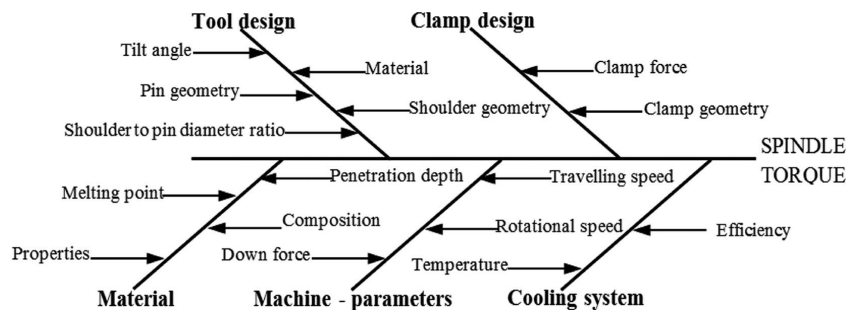 Tool design
Clamp design
Tilt angle
Material
Clamp force
Pin geometry
Shoulder geometry
Clamp geometry
Shoulder to pin diameter ratio
SPINDLE
TORQUE
Penetration depth
Travelling speed
Melting point
Composition
Rotational speed
Efficiency
Properties
Down force
Temperature
Material
Machine - parameters
Cooling system